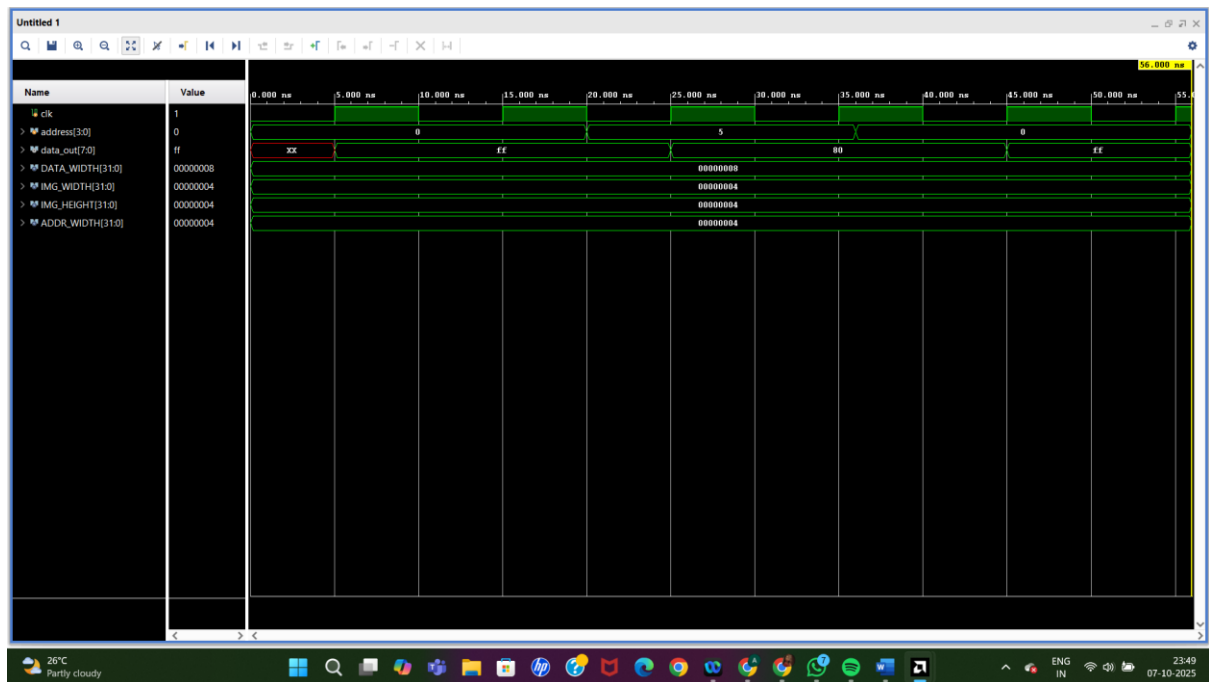 Untitled 1
56.000 ns
Name Value 0.000 ns 5.000 ns 10.000 ns 15.000 ns 20.000 ns 25.000 ns 30.000 ns 35.000 ns 40.000 ns 45.000 ns 50.000 ns 55.
clk 1
address[3:0] 0 0 5 0
data_out[7:0] ff XX ff 80 ff
DATA_WIDTH[31:0] 00000008 00000008
IMG_WIDTH[31:0] 00000004 00000004
IMG_HEIGHT[31:0] 00000004 00000004
ADDR_WIDTH[31:0] 00000004 00000004
26°C
Partly cloudy
hp
7
ENG
IN
23:49
07-10-2025